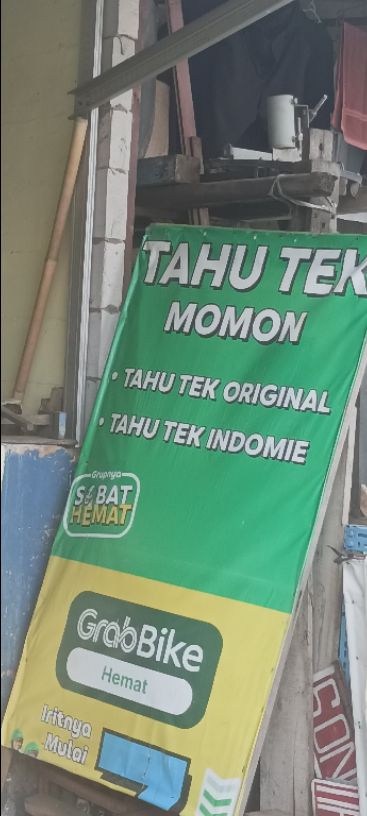 TAHU TEK
MOMON
• TAHU TEK ORIGINAL
• TAHU TEK INDOMIE
Grupnya
SOBAT
HEMAT
GrabBike
Hemat
Iritnya
Mulai